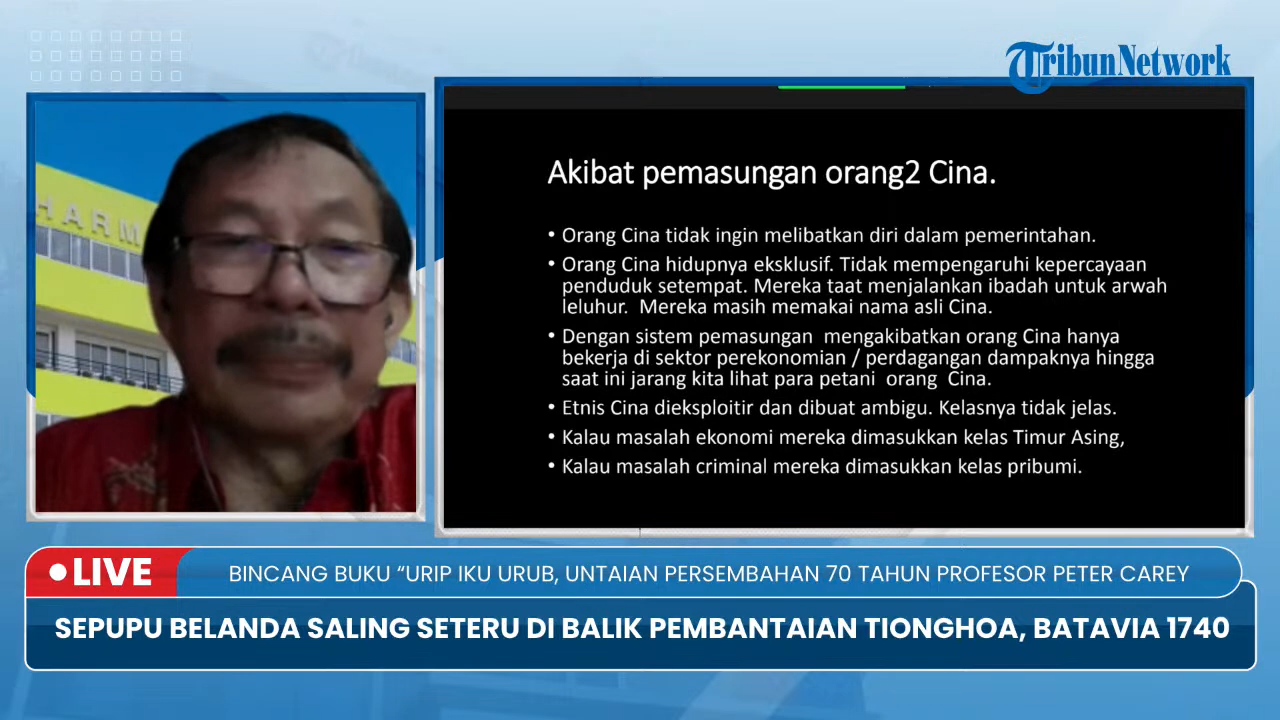 TribunNetwork
HARM
Akibat pemasungan orang2 Cina.
• Orang Cina tidak ingin melibatkan diri dalam pemerintahan.
• Orang Cina hidupnya eksklusif. Tidak mempengaruhi kepercayaan
penduduk setempat. Mereka taat menjalankan ibadah untuk arwah
leluhur. Mereka masih memakai nama asli Cina.
• Dengan sistem pemasungan mengakibatkan orang Cina hanya
bekerja di sektor perekonomian / perdagangan dampaknya hingga
saat ini jarang kita lihat para petani orang Cina.
• Etnis Cina dieksploitir dan dibuat ambigu. Kelasnya tidak jelas.
• Kalau masalah ekonomi mereka dimasukkan kelas Timur Asing,
• Kalau masalah criminal mereka dimasukkan kelas pribumi.
LIVE
BINCANG BUKU “URIP IKU URUB, UNTAIAN PERSEMBAHAN 70 TAHUN PROFESOR PETER CAREY
SEPUPU BELANDA SALING SETERU DI BALIK PEMBANTAIAN TIONGHOA, BATAVIA 1740